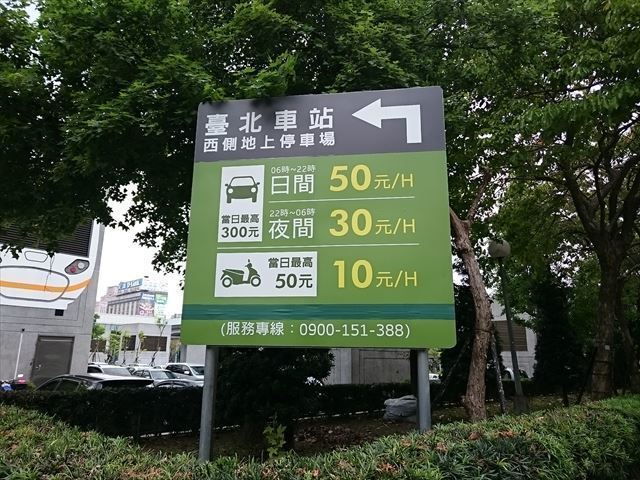 臺北車站
西側地上停車場
06時~22時
日間 50元/H
當日最高
300元
22時~06時
夜間 30元/H
當日最高
50元
10元/H
(服務專線：0900-151-388)